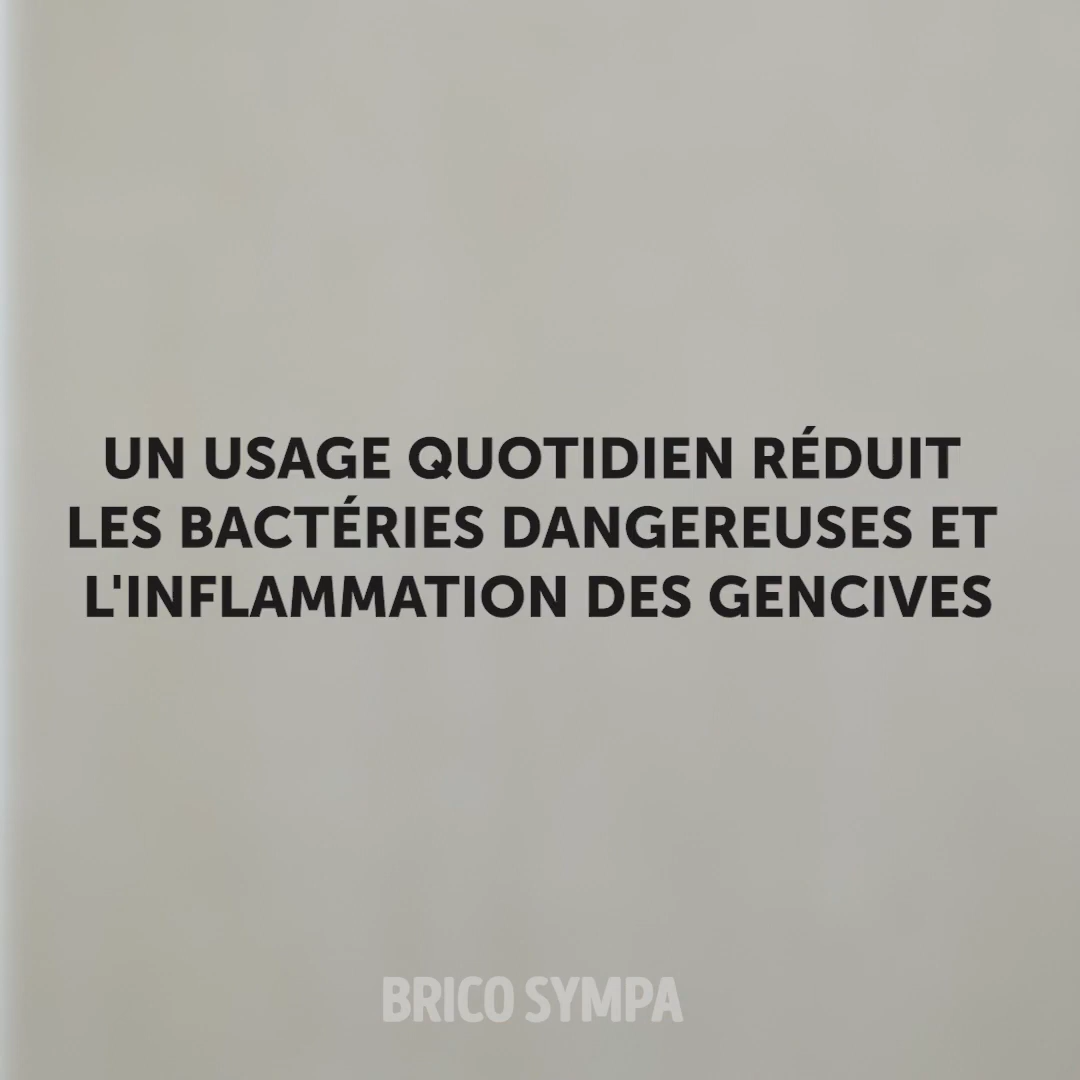 UN USAGE QUOTIDIEN RÉDUIT
LES BACTÉRIES DANGEREUSES ET
L'INFLAMMATION DES GENCIVES
BRICO SYMPA